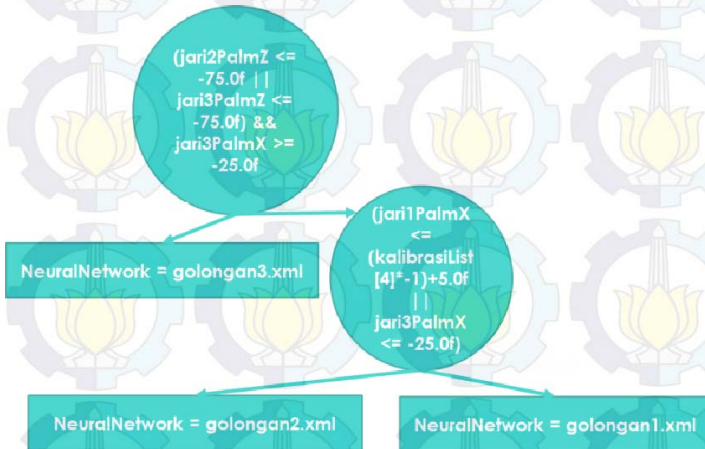 (jari2PalmZ <=
-75.0f ||
jari3PalmZ <=
-75.0f) &&
jari3PalmX >=
-25.0f
(jari1PalmX
<=
(kalibrasiList
[4]*-1)+5.0f
||
jari3PalmX
<= -25.0f)
NeuralNetwork = golongan3.xml
NeuralNetwork = golongan2.xml
NeuralNetwork = golongan1.xml